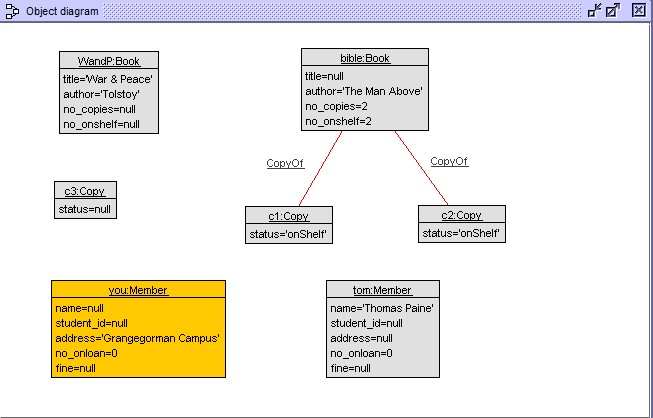 Object diagram
WandP:Book
title='War & Peace'
author='Tolstoy'
no_copies=null
no_onshelf=null
bible:Book
title=null
author='The Man Above'
no_copies=2
no_onshelf=2
CopyOf
CopyOf
c3:Copy
status=null
c1:Copy
status='onShelf'
c2:Copy
status='onShelf'
you:Member
name=null
student_id=null
address='Grangegorman Campus'
no_onloan=0
fine=null
tom:Member
name='Thomas Paine'
student_id=null
address=null
no_onloan=0
fine=null